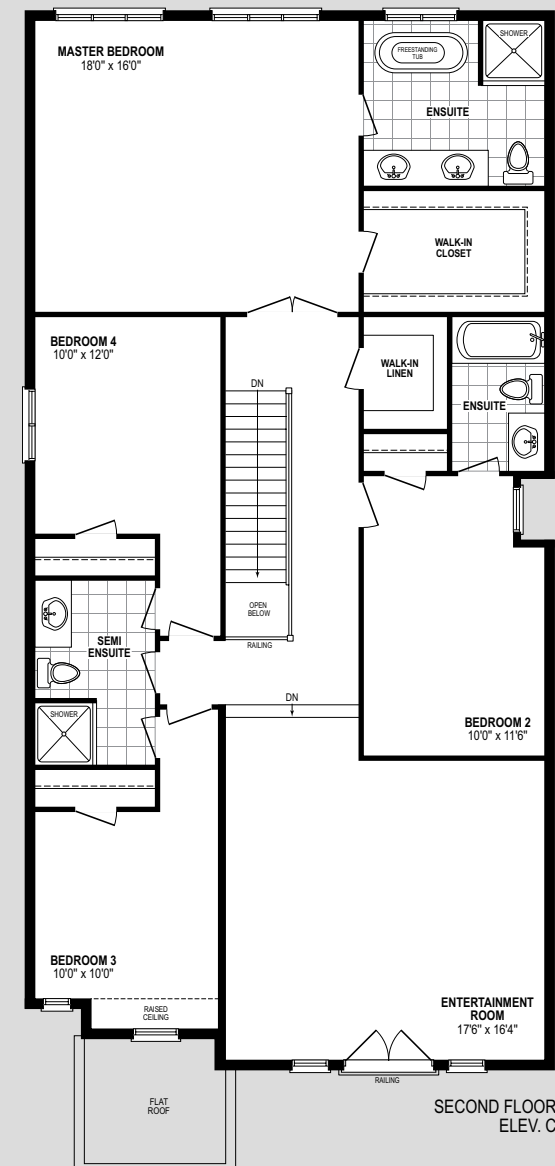 MASTER BEDROOM
18'0" x 16'0"
FREESTANDING
TUB
SHOWER
ENSUITE
WALK-IN
CLOSET
BEDROOM 4
10'0" x 12'0"
DN
WALK-IN
LINEN
ENSUITE
OPEN
BELOW
RAILING
SEMI
ENSUITE
SHOWER
DN
BEDROOM 2
10'0" x 11'6"
BEDROOM 3
10'0" x 10'0"
RAISED
CEILING
ENTERTAINMENT
ROOM
17'6" x 16'4"
RAILING
FLAT
ROOF
SECOND FLOOR
ELEV. C